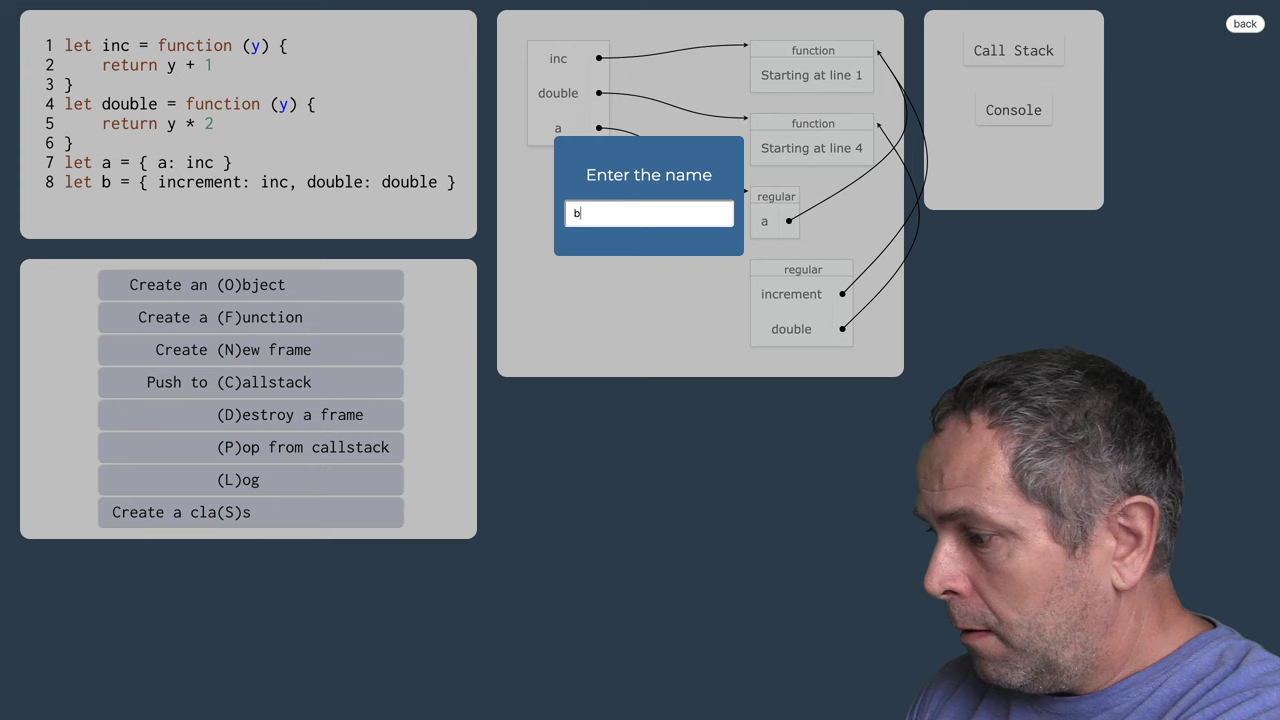 1 let inc = function (y) {
2     return y + 1
3 }
4 let double = function (y) {
5     return y * 2
6 }
7 let a = { a: inc }
8 let b = { increment: inc, double: double }
Create an (O)bject
Create a (F)unction
Create (N)ew frame
Push to (C)allstack
(D)estroy a frame
(P)op from callstack
(L)og
Create a cla(S)s
inc
double
a
function
Starting at line 1
function
Starting at line 4
regular
a
regular
increment
double
Enter the name
b
Call Stack
Console
back